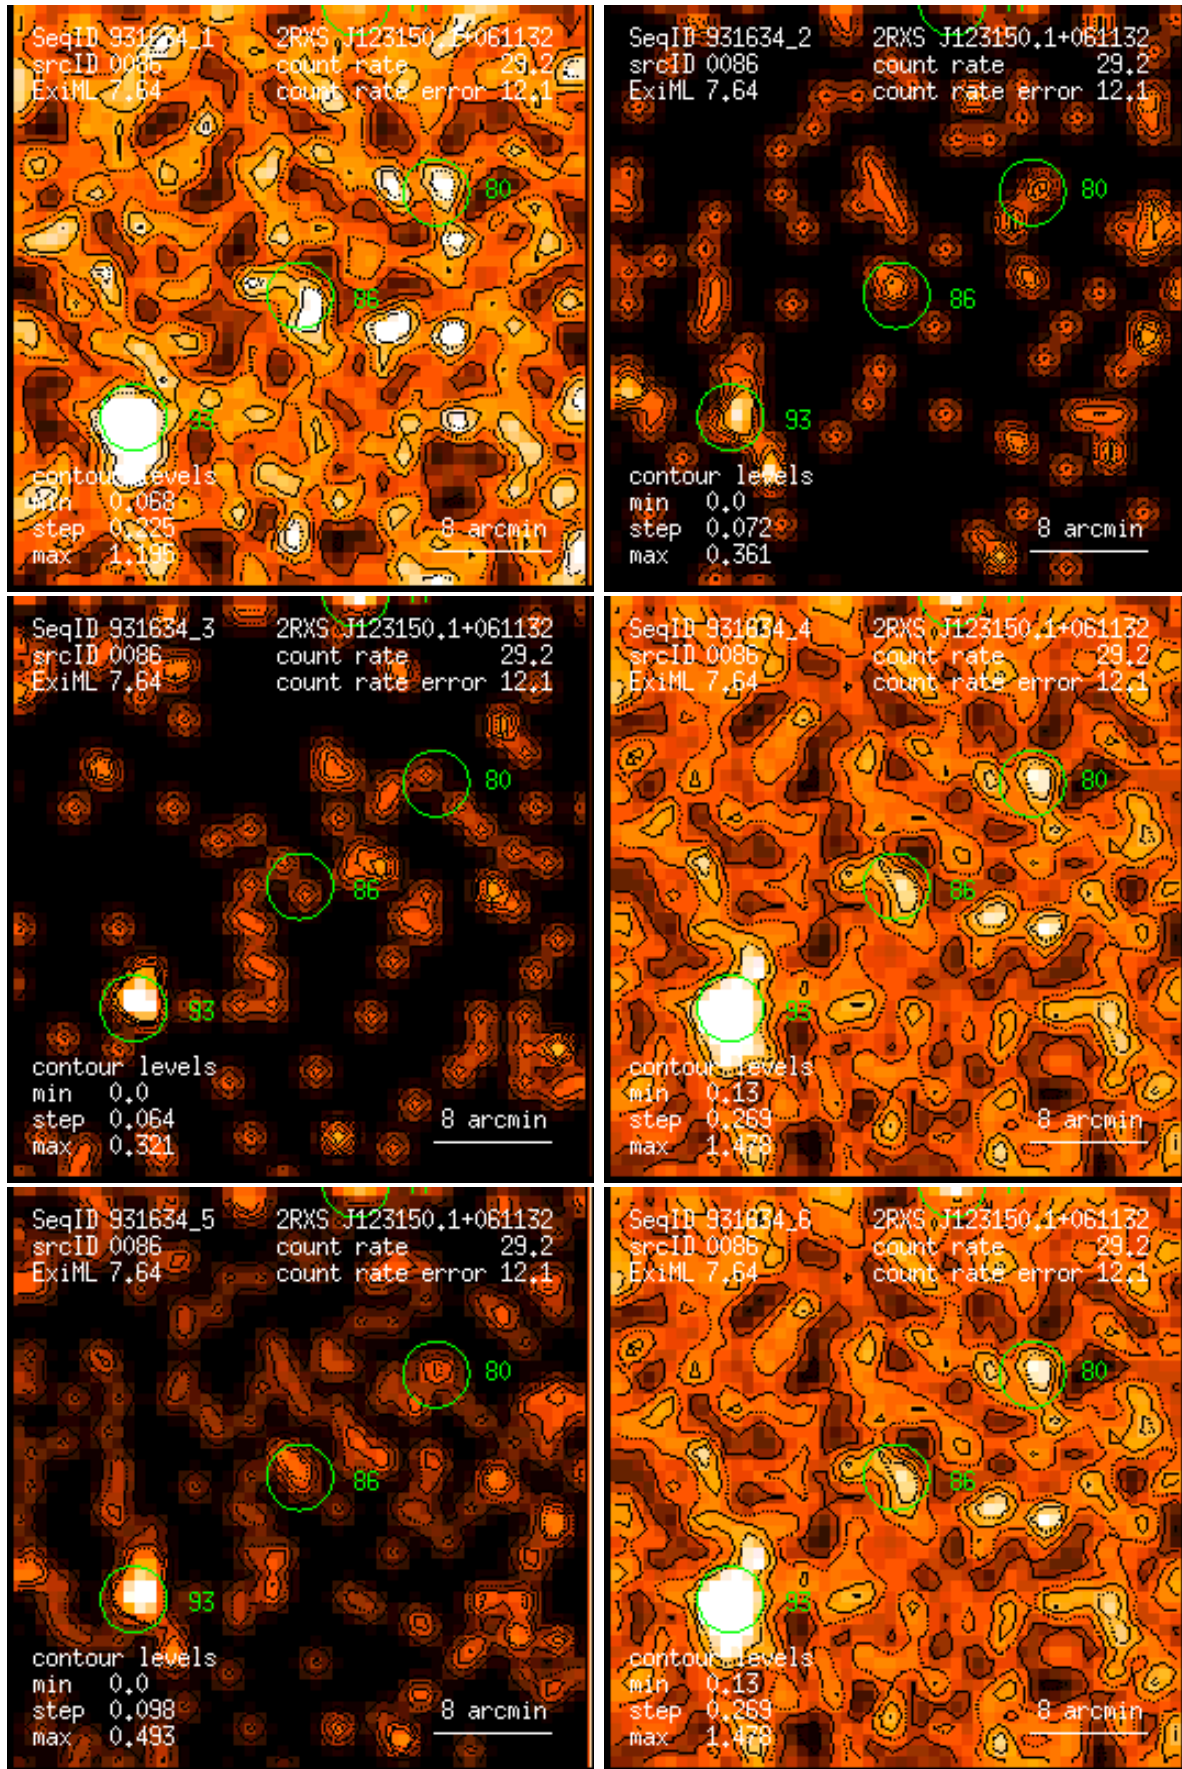 SeqID 931634_1 2RXS J123150.1+061132
srcID 0086 count rate 29.2
ExiML 7.64 count rate error 12.1
80
86
93
contour levels
min 0.068
step 0.225 8 arcmin
max 1.195
SeqID 931634_2 2RXS J123150.1+061132
srcID 0086 count rate 29.2
ExiML 7.64 count rate error 12.1
80
86
93
contour levels
min 0.0
step 0.072 8 arcmin
max 0.361
SeqID 931634_3 2RXS J123150.1+061132
srcID 0086 count rate 29.2
ExiML 7.64 count rate error 12.1
80
86
93
contour levels
min 0.0
step 0.064 8 arcmin
max 0.321
SeqID 931634_4 2RXS J123150.1+061132
srcID 0086 count rate 29.2
ExiML 7.64 count rate error 12.1
80
86
93
contour levels
min 0.13
step 0.269 8 arcmin
max 1.478
SeqID 931634_5 2RXS J123150.1+061132
srcID 0086 count rate 29.2
ExiML 7.64 count rate error 12.1
80
86
93
contour levels
min 0.0
step 0.098 8 arcmin
max 0.493
SeqID 931634_6 2RXS J123150.1+061132
srcID 0086 count rate 29.2
ExiML 7.64 count rate error 12.1
80
86
93
contour levels
min 0.13
step 0.269 8 arcmin
max 1.478